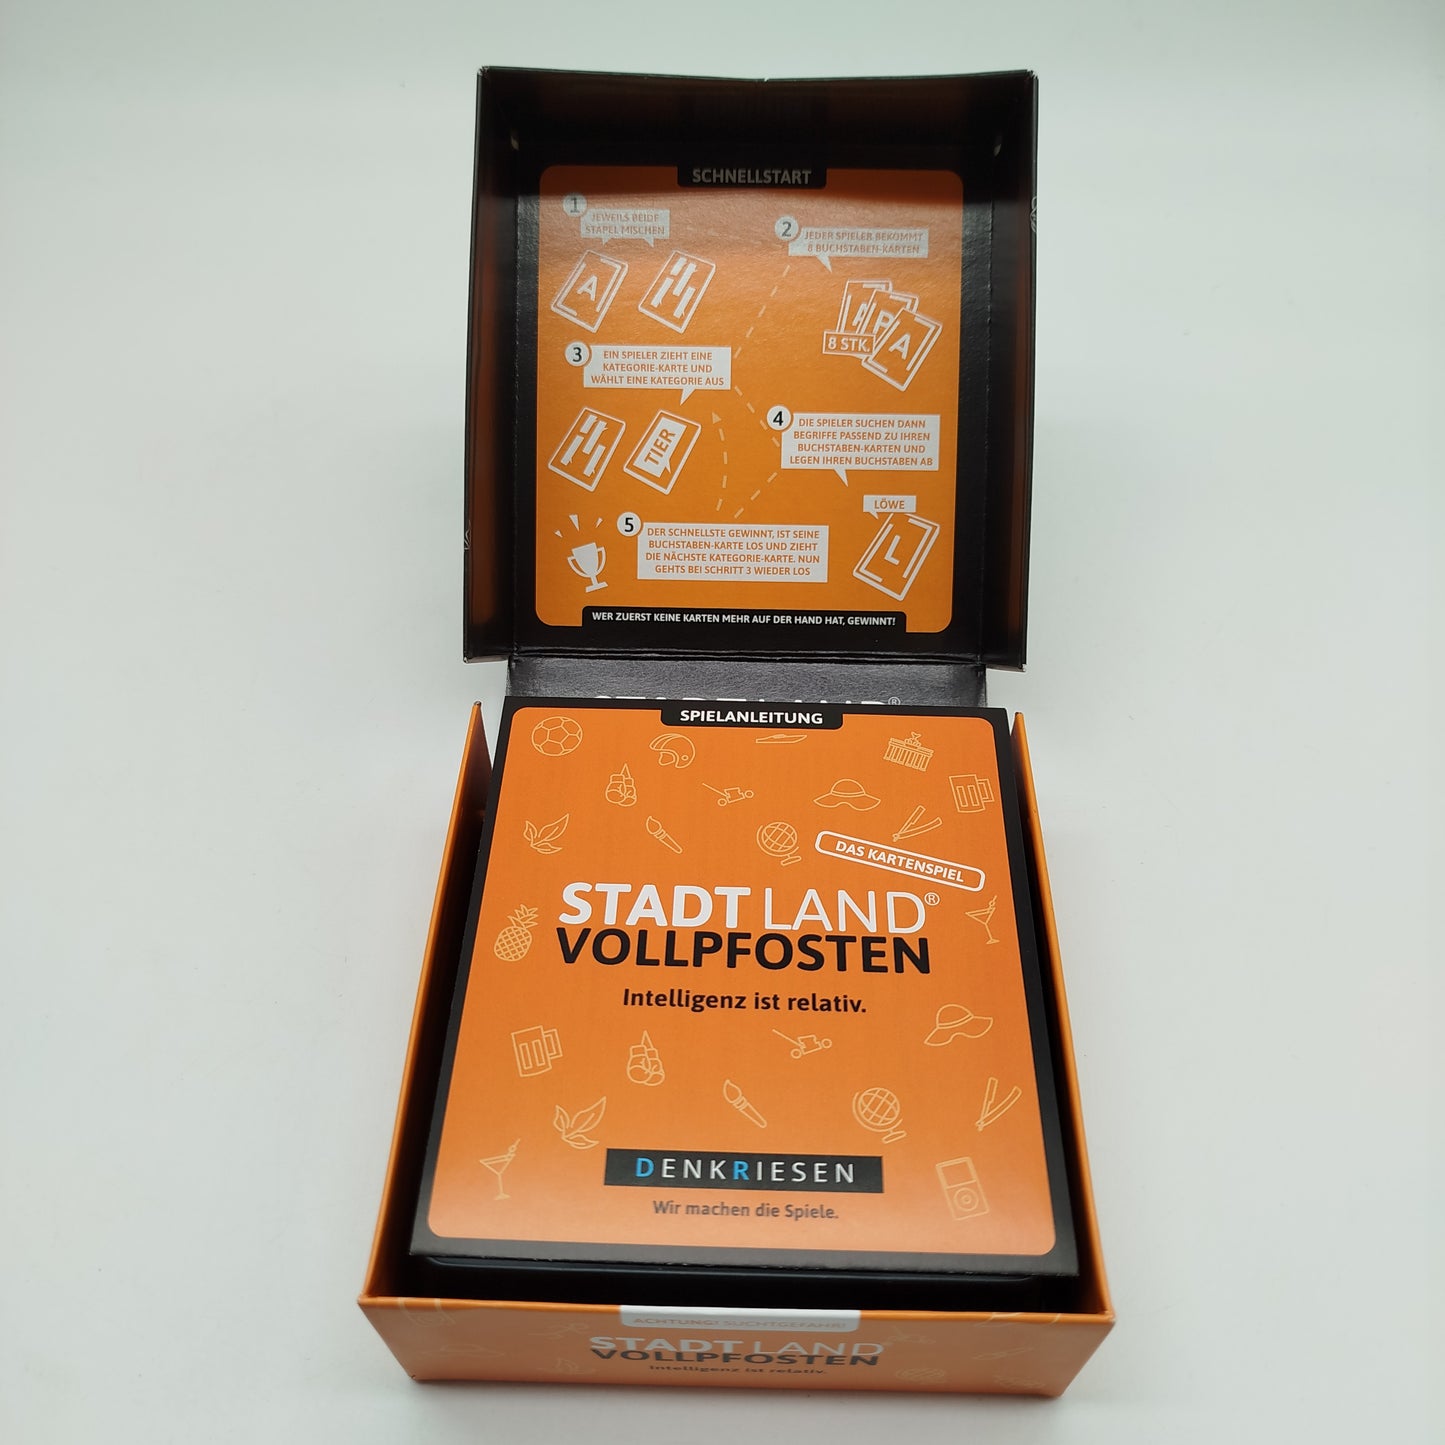 SCHNELLSTART
1
JEWEILS BEIDE
STAPEL MISCHEN
A
2
JEDER SPIELER BEKOMMT
8 BUCHSTABEN-KARTEN
P
A
8 STK.
3
EIN SPIELER ZIEHT EINE
KATEGORIE-KARTE UND
WÄHLT EINE KATEGORIE AUS
TIER
4
DIE SPIELER SUCHEN DANN
BEGRIFFE PASSEND ZU IHREN
BUCHSTABEN-KARTEN UND
LEGEN IHREN BUCHSTABEN AB
LÖWE
L
5
DER SCHNELLSTE GEWINNT, IST SEINE
BUCHSTABEN-KARTE LOS UND ZIEHT
DIE NÄCHSTE KATEGORIE-KARTE. NUN
GEHTS BEI SCHRITT 3 WIEDER LOS
WER ZUERST KEINE KARTEN MEHR AUF DER HAND HAT, GEWINNT!
STADT LAND®
SPIELANLEITUNG
DAS KARTENSPIEL
STADT LAND®
VOLLPFOSTEN
Intelligenz ist relativ.
DENKRIESEN
Wir machen die Spiele.
ACHTUNG! SUCHTGEFAHR!
STADT LAND®
VOLLPFOSTEN
Intelligenz ist relativ.